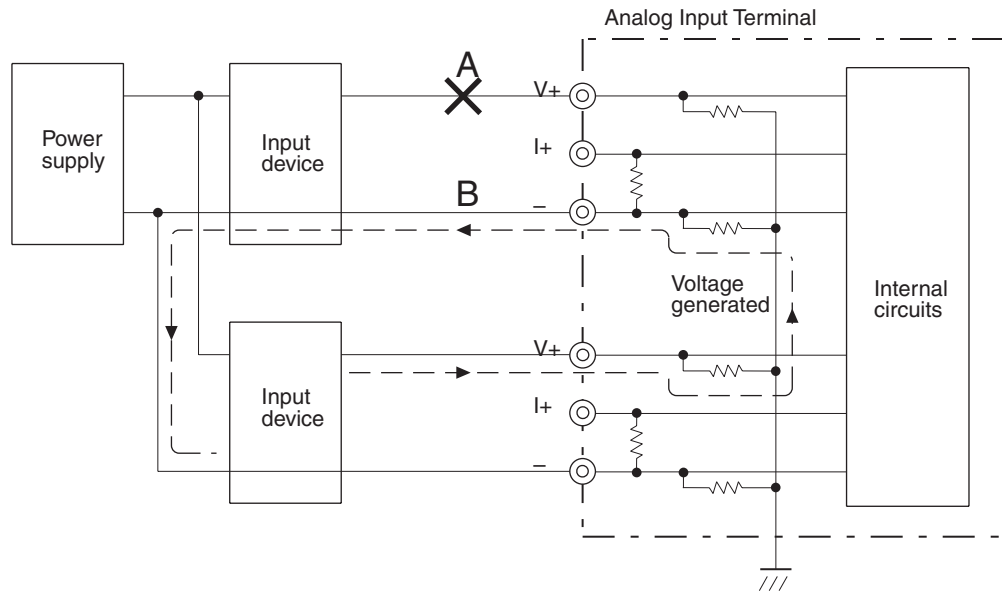 Analog Input Terminal
A
V+
Power
supply
Input
device
I+
B
–
Voltage
generated
Internal
circuits
V+
Input
device
I+
–